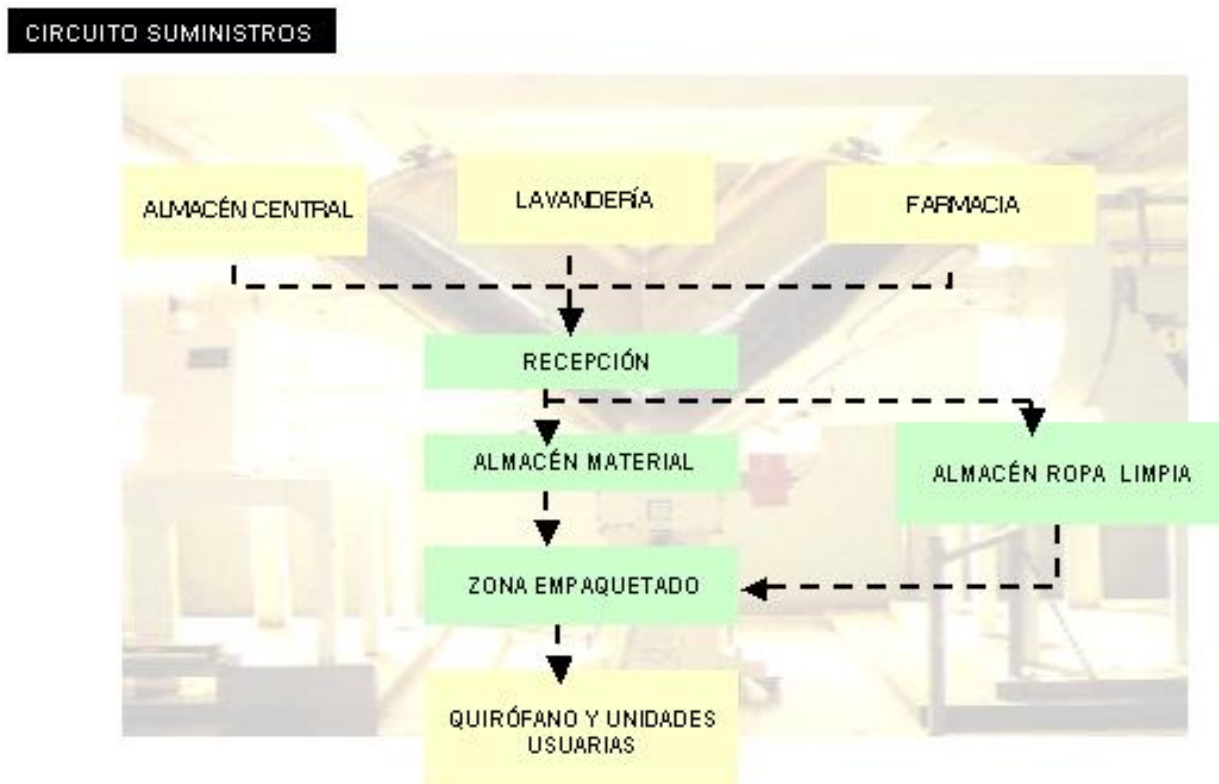 CIRCUITO SUMINISTROS
ALMACÉN CENTRAL
LAVANDERÍA
FARMACIA
RECEPCIÓN
ALMACÉN MATERIAL
ALMACÉN ROPA LIMPIA
ZONA EMPAQUETADO
QUIRÓFANO Y UNIDADES
USUARIAS